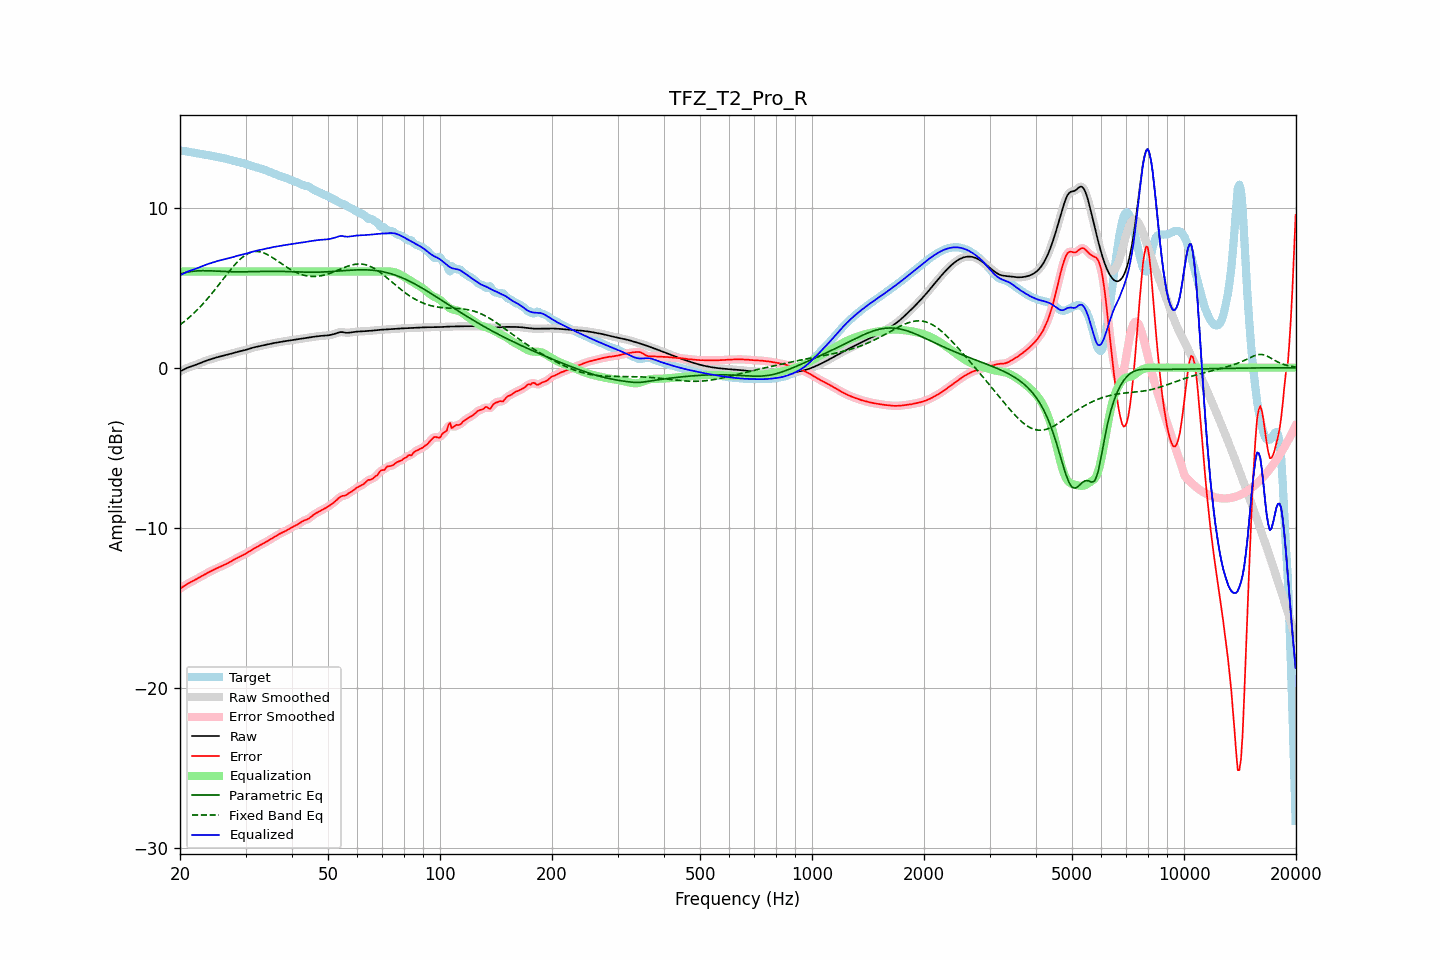 TFZ_T2_Pro_R
Amplitude (dBr)
10
0
−10
−20
−30
Target
Raw Smoothed
Error Smoothed
Raw
Error
Equalization
Parametric Eq
Fixed Band Eq
Equalized
20 50 100 200 500 1000 2000 5000 10000 20000
Frequency (Hz)